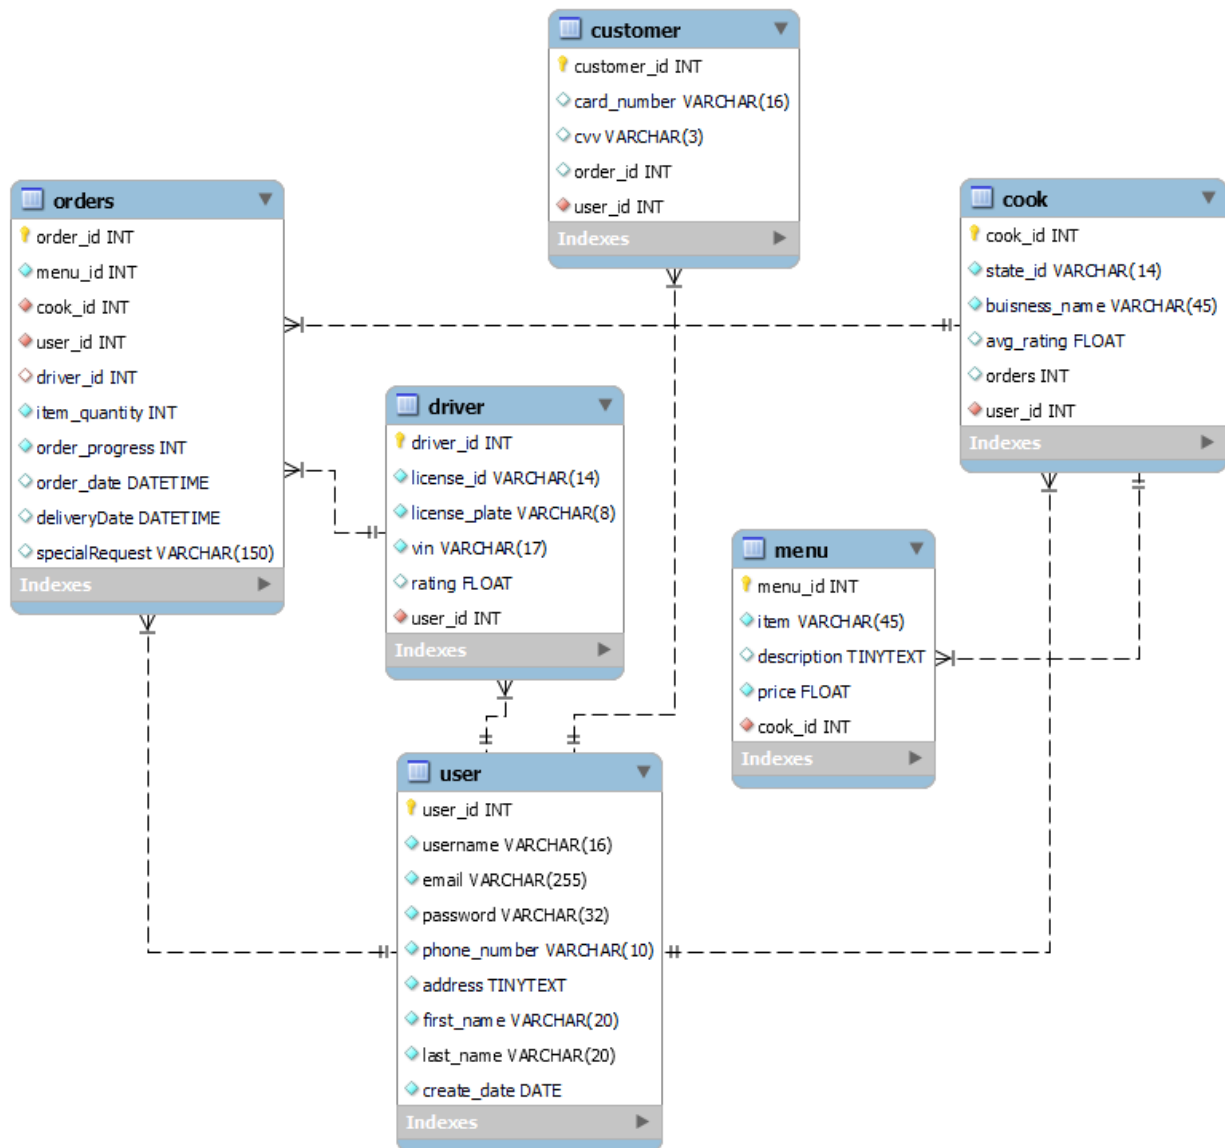 customer
customer_id INT
card_number VARCHAR(16)
cvv VARCHAR(3)
order_id INT
user_id INT
Indexes
orders
order_id INT
menu_id INT
cook_id INT
user_id INT
driver_id INT
item_quantity INT
order_progress INT
order_date DATETIME
deliveryDate DATETIME
specialRequest VARCHAR(150)
Indexes
cook
cook_id INT
state_id VARCHAR(14)
buisness_name VARCHAR(45)
avg_rating FLOAT
orders INT
user_id INT
Indexes
driver
driver_id INT
license_id VARCHAR(14)
license_plate VARCHAR(8)
vin VARCHAR(17)
rating FLOAT
user_id INT
Indexes
menu
menu_id INT
item VARCHAR(45)
description TINYTEXT
price FLOAT
cook_id INT
Indexes
user
user_id INT
username VARCHAR(16)
email VARCHAR(255)
password VARCHAR(32)
phone_number VARCHAR(10)
address TINYTEXT
first_name VARCHAR(20)
last_name VARCHAR(20)
create_date DATE
Indexes